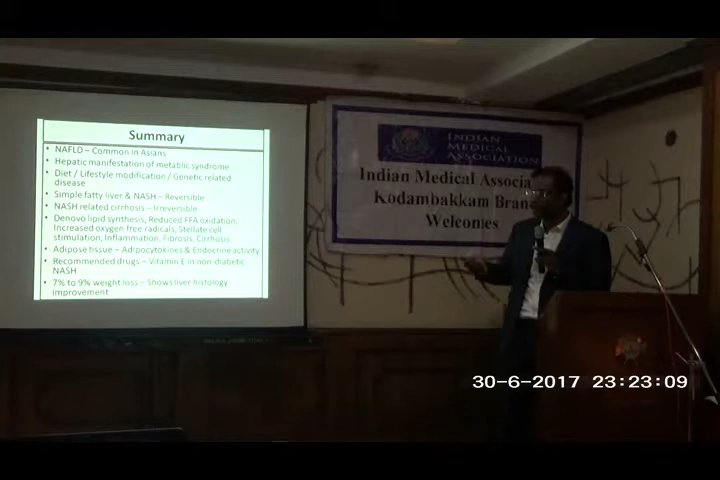 Summary
• NAFLD – Common in Asians
• Hepatic manifestation of metablic syndrome
• Diet / Lifestyle modification / Genetic related
disease
• Simple fatty liver & NASH – Reversible
• NASH related cirrhosis – Irreversible
• Denovo lipid synthesis, Reduced FFA oxidation,
Increased oxygen free radicals, Stellate cell
stimulation, Inflammation, Fibrosis, Cirrhosis
• Adipose tissue – Adipocytokines & Endocrine activity
• Recommended drugs – Vitamin E in non-diabetic
NASH
• 7% to 9% weight loss – Shows liver histology
improvement
INDIAN
MEDICAL
ASSOCIATION
Indian Medical Associa
Kodambakkam Bran
Welcomes
30-6-2017 23:23:09